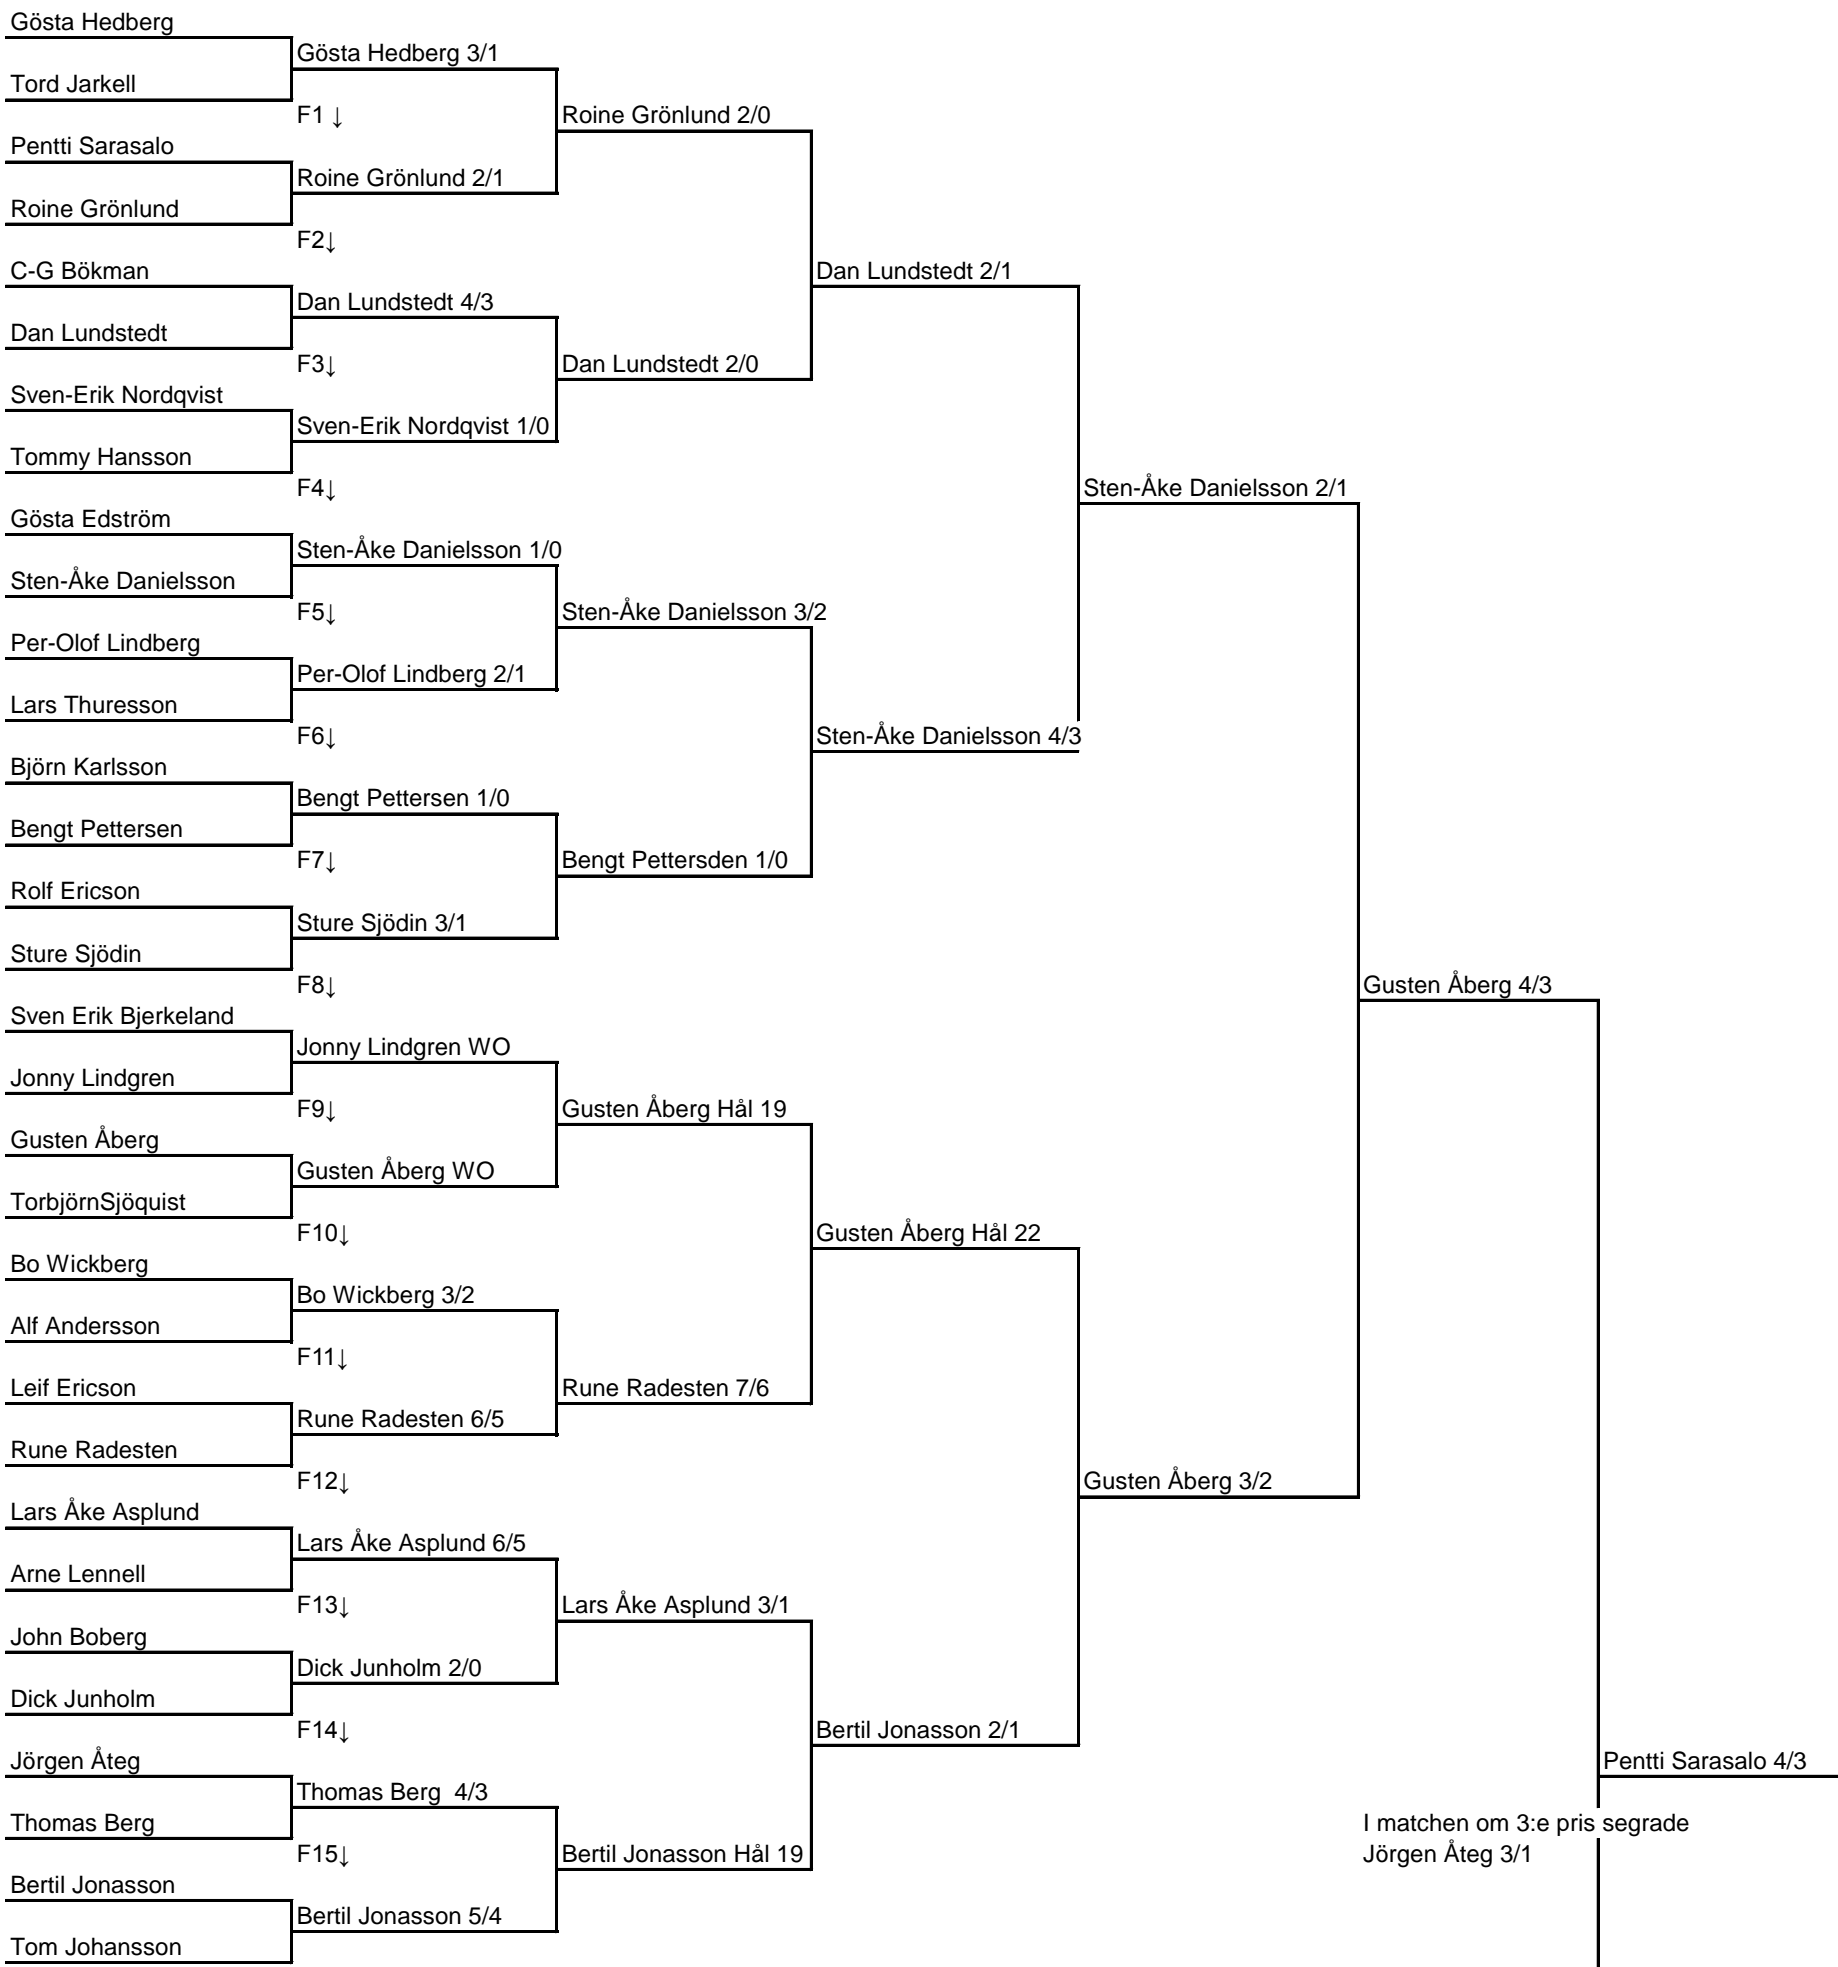 Gösta Hedberg
Gösta Hedberg 3/1
Tord Jarkell
F1 ↓
Roine Grönlund 2/0
Pentti Sarasalo
Roine Grönlund 2/1
Roine Grönlund
F2↓
C-G Bökman
Dan Lundstedt 2/1
Dan Lundstedt 4/3
Dan Lundstedt
F3↓
Dan Lundstedt 2/0
Sven-Erik Nordqvist
Sven-Erik Nordqvist 1/0
Tommy Hansson
F4↓
Sten-Åke Danielsson 2/1
Gösta Edström
Sten-Åke Danielsson 1/0
Sten-Åke Danielsson
F5↓
Sten-Åke Danielsson 3/2
Per-Olof Lindberg
Per-Olof Lindberg 2/1
Lars Thuresson
F6↓
Sten-Åke Danielsson 4/3
Björn Karlsson
Bengt Pettersen 1/0
Bengt Pettersen
F7↓
Bengt Pettersden 1/0
Rolf Ericson
Sture Sjödin 3/1
Sture Sjödin
F8↓
Gusten Åberg 4/3
Sven Erik Bjerkeland
Jonny Lindgren WO
Jonny Lindgren
F9↓
Gusten Åberg Hål 19
Gusten Åberg
Gusten Åberg WO
TorbjörnSjöquist
F10↓
Gusten Åberg Hål 22
Bo Wickberg
Bo Wickberg 3/2
Alf Andersson
F11↓
Leif Ericson
Rune Radesten 7/6
Rune Radesten 6/5
Rune Radesten
F12↓
Gusten Åberg 3/2
Lars Åke Asplund
Lars Åke Asplund 6/5
Arne Lennell
F13↓
Lars Åke Asplund 3/1
John Boberg
Dick Junholm 2/0
Dick Junholm
F14↓
Bertil Jonasson 2/1
Jörgen Åteg
Pentti Sarasalo 4/3
Thomas Berg  4/3
Thomas Berg
I matchen om 3:e pris segrade
F15↓
Bertil Jonasson Hål 19
Jörgen Åteg 3/1
Bertil Jonasson
Bertil Jonasson 5/4
Tom Johansson